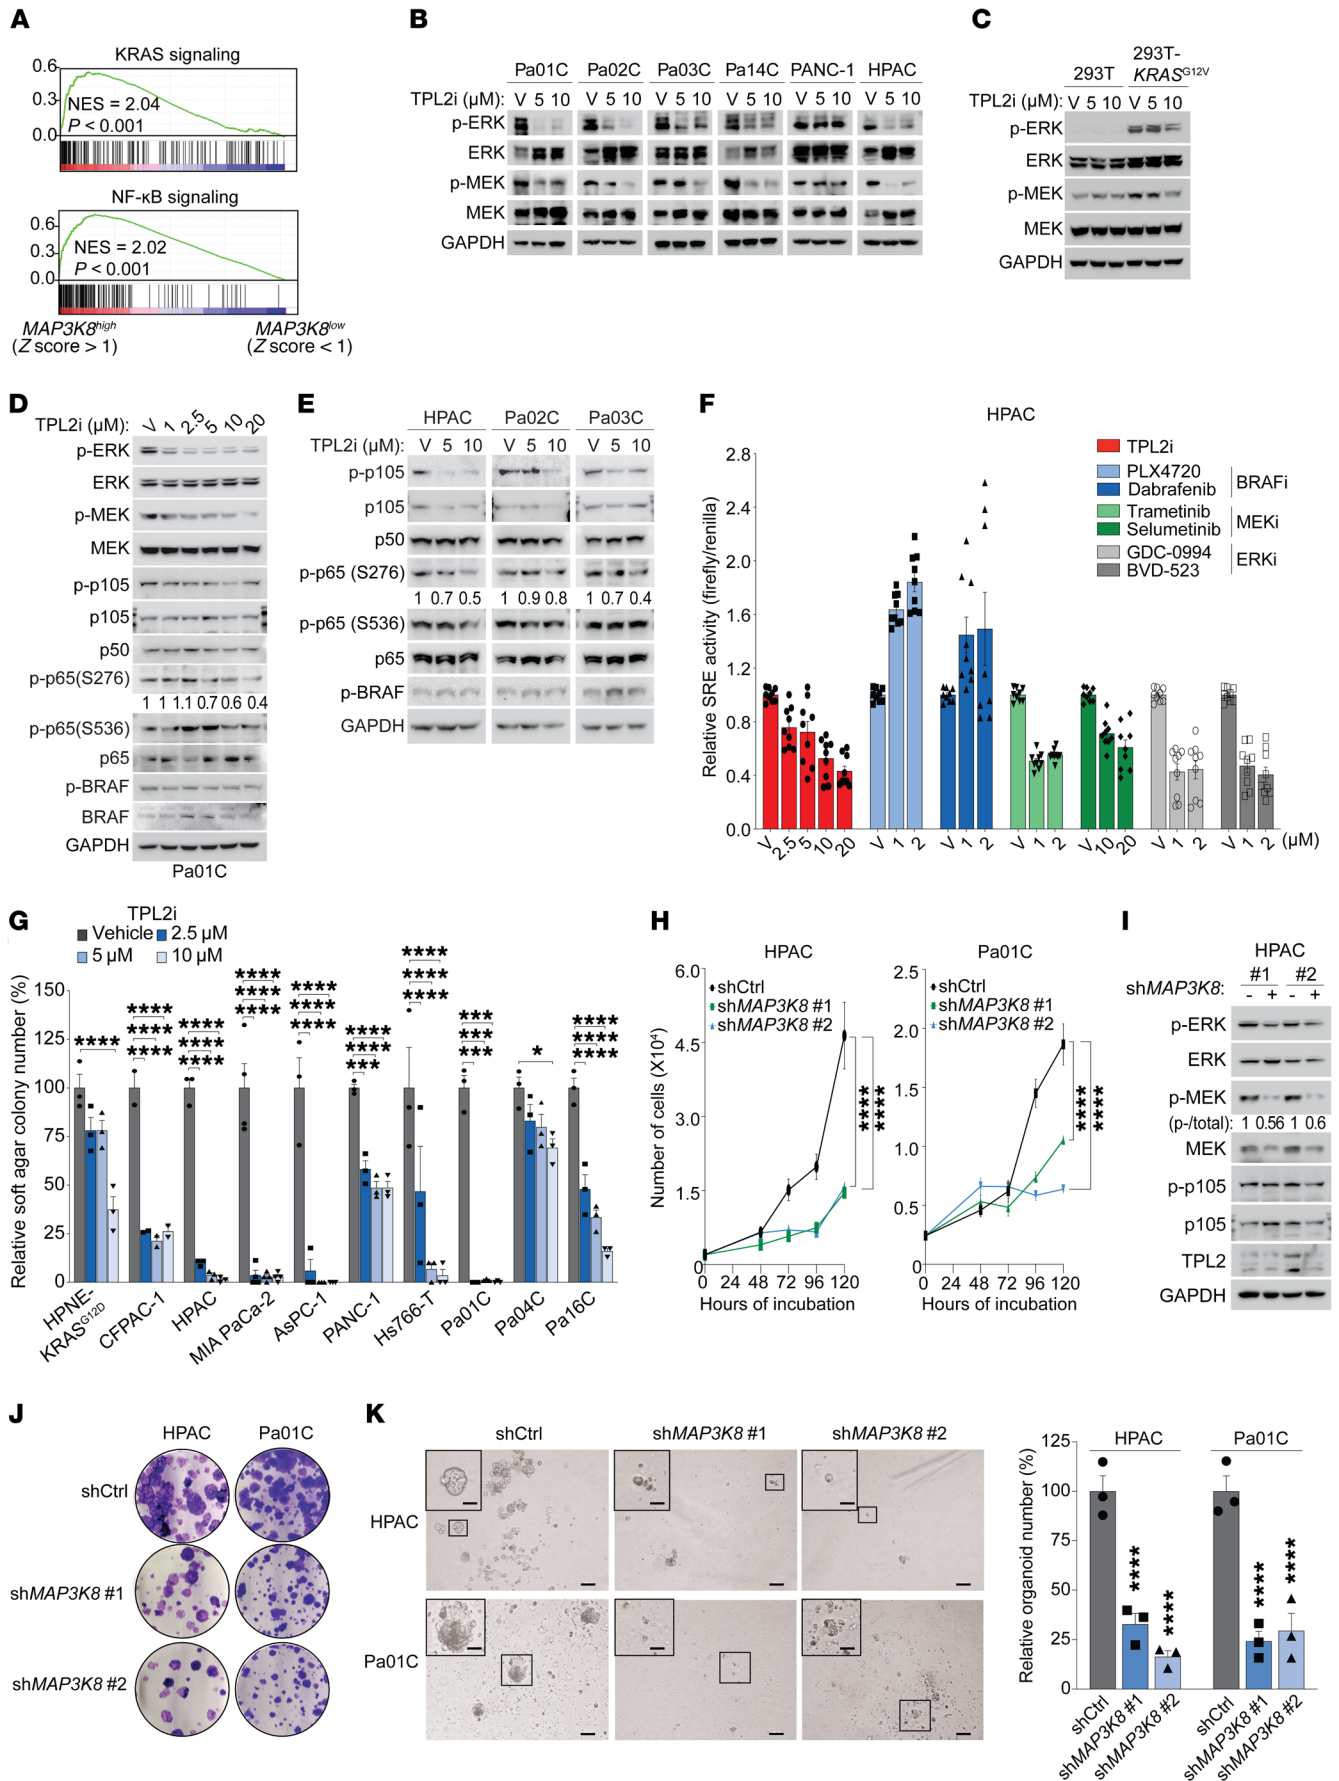 A
KRAS signaling
0.6
0.3
0.0
NES = 2.04
P < 0.001
NF-κB signaling
0.6
0.3
0.0
NES = 2.02
P < 0.001
MAP3K8high
(Z score > 1)
MAP3K8low
(Z score < 1)
B
Pa01C Pa02C Pa03C Pa14C PANC-1 HPAC
TPL2i (μM): V 5 10 V 5 10 V 5 10 V 5 10 V 5 10 V 5 10
p-ERK
ERK
p-MEK
MEK
GAPDH
C
293T 293T-KRASG12V
TPL2i (μM): V 5 10 V 5 10
p-ERK
ERK
p-MEK
MEK
GAPDH
D
TPL2i (μM): V 1 2.5 5 10 20
p-ERK
ERK
p-MEK
MEK
p-p105
p105
p50
p-p65(S276)
1 1 1.1 0.7 0.6 0.4
p-p65(S536)
p65
p-BRAF
BRAF
GAPDH
Pa01C
E
HPAC Pa02C Pa03C
TPL2i (μM): V 5 10 V 5 10 V 5 10
p-p105
p105
p50
p-p65 (S276)
1 0.7 0.5 1 0.9 0.8 1 0.7 0.4
p-p65 (S536)
p65
p-BRAF
GAPDH
F
HPAC
Relative SRE activity (firefly/renilla)
2.8
2.4
2.0
1.6
1.2
0.8
0.4
0.0
TPL2i
PLX4720
Dabrafenib
BRAFi
Trametinib
Selumetinib
MEKi
GDC-0994
BVD-523
ERKi
V 2.5 5 10 20 V 1 2 V 1 2 V 1 2 V 10 20 V 1 2 V 1 2 (μM)
G
TPL2i
Vehicle 2.5 μM
5 μM 10 μM
Relative soft agar colony number (%)
150
125
100
75
50
25
0
****
**** **** ****
**** **** ****
**** **** ****
**** **** ****
**** **** ***
**** **** ****
*** **** ***
*
**** **** ****
HPNE-KRASG12D
CFPAC-1
HPAC
MIA PaCa-2
AsPC-1
PANC-1
Hs766-T
Pa01C
Pa04C
Pa16C
H
HPAC
Number of cells (X10⁴)
6.0
4.5
3.0
1.5
0
shCtrl
shMAP3K8 #1
shMAP3K8 #2
****
****
0 24 48 72 96 120
Hours of incubation
Pa01C
2.5
2.0
1.5
1.0
0.5
0
shCtrl
shMAP3K8 #1
shMAP3K8 #2
****
****
0 24 48 72 96 120
Hours of incubation
I
HPAC
#1 #2
shMAP3K8: - + - +
p-ERK
ERK
p-MEK
(p-/total): 1 0.56 1 0.6
MEK
p-p105
p105
TPL2
GAPDH
J
HPAC Pa01C
shCtrl
shMAP3K8 #1
shMAP3K8 #2
K
shCtrl shMAP3K8 #1 shMAP3K8 #2
HPAC
Pa01C
Relative organoid number (%)
125
100
75
50
25
0
HPAC Pa01C
****
****
****
****
shCtrl
shMAP3K8 #1
shMAP3K8 #2
shCtrl
shMAP3K8 #1
shMAP3K8 #2